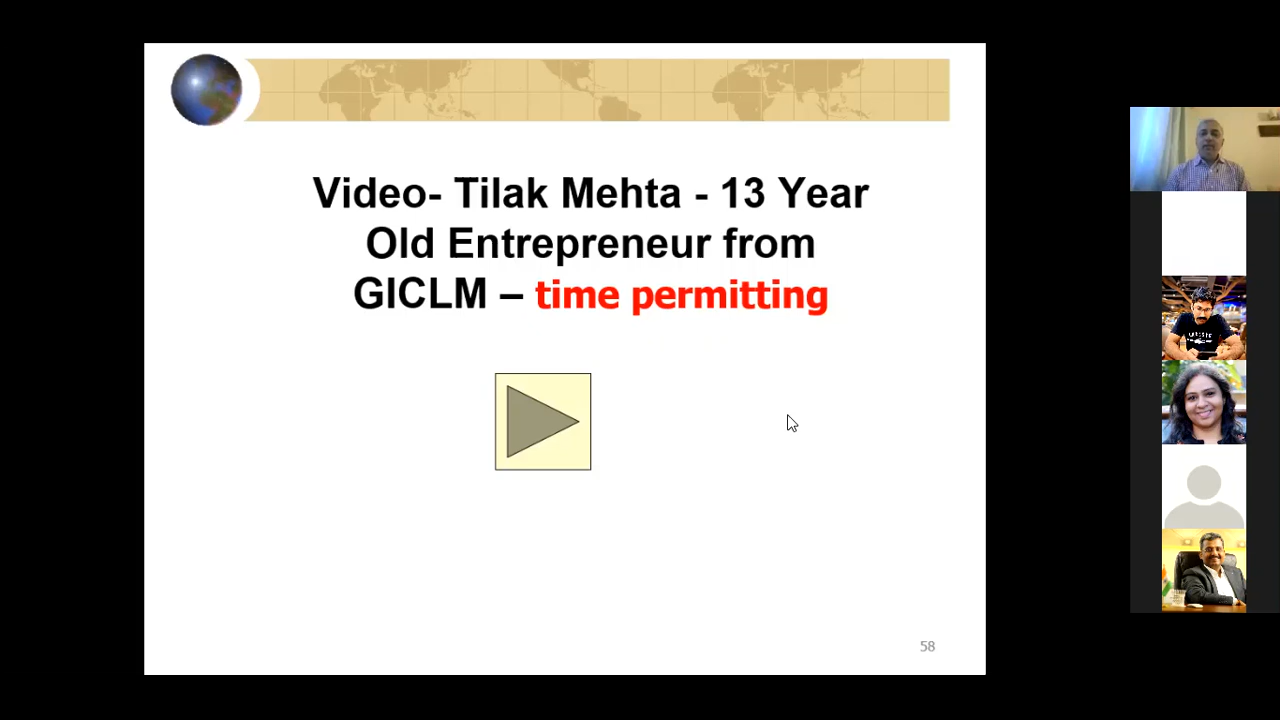 Video- Tilak Mehta - 13 Year
Old Entrepreneur from
GICLM – time permitting
58